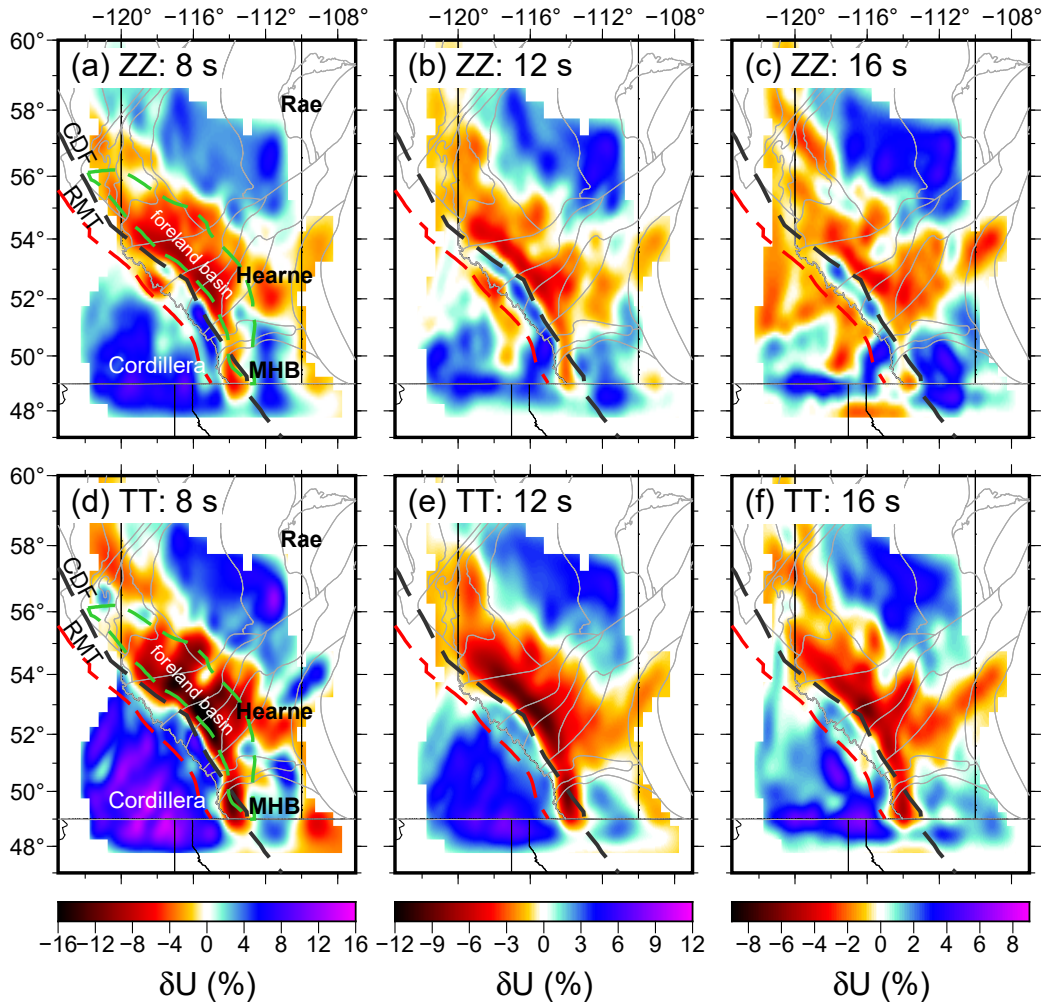 −120° −116° −112° −108° −120° −116° −112° −108° −120° −116° −112° −108°
60°
58°
56°
54°
52°
50°
48°
(a) ZZ: 8 s
Rae
CDF
RMT
foreland basin
Hearne
Cordillera
MHB
(b) ZZ: 12 s
(c) ZZ: 16 s
60°
58°
56°
54°
52°
50°
48°
(d) TT: 8 s
Rae
CDF
RMT
foreland basin
Hearne
Cordillera
MHB
(e) TT: 12 s
(f) TT: 16 s
−16 −12 −8 −4 0 4 8 12 16
δU (%)
−12 −9 −6 −3 0 3 6 9 12
δU (%)
−8 −6 −4 −2 0 2 4 6 8
δU (%)